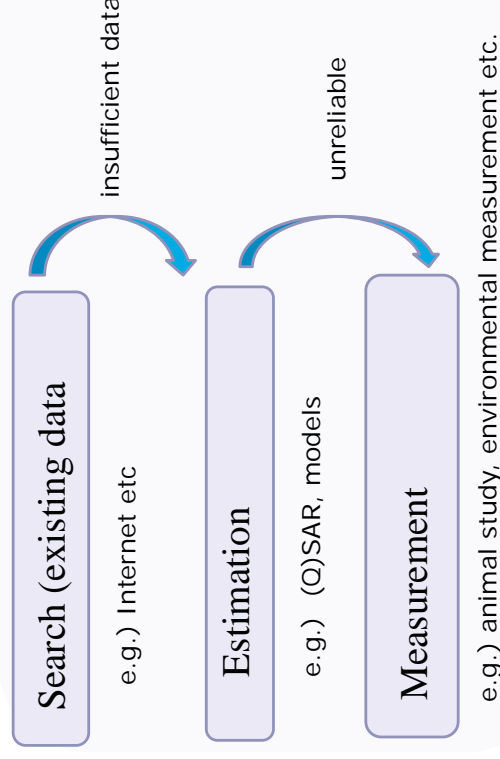 Search (existing data
e.g.) Internet etc
insufficient data
Estimation
e.g.) (Q)SAR, models
unreliable
Measurement
e.g.) animal study, environmental measurement etc.